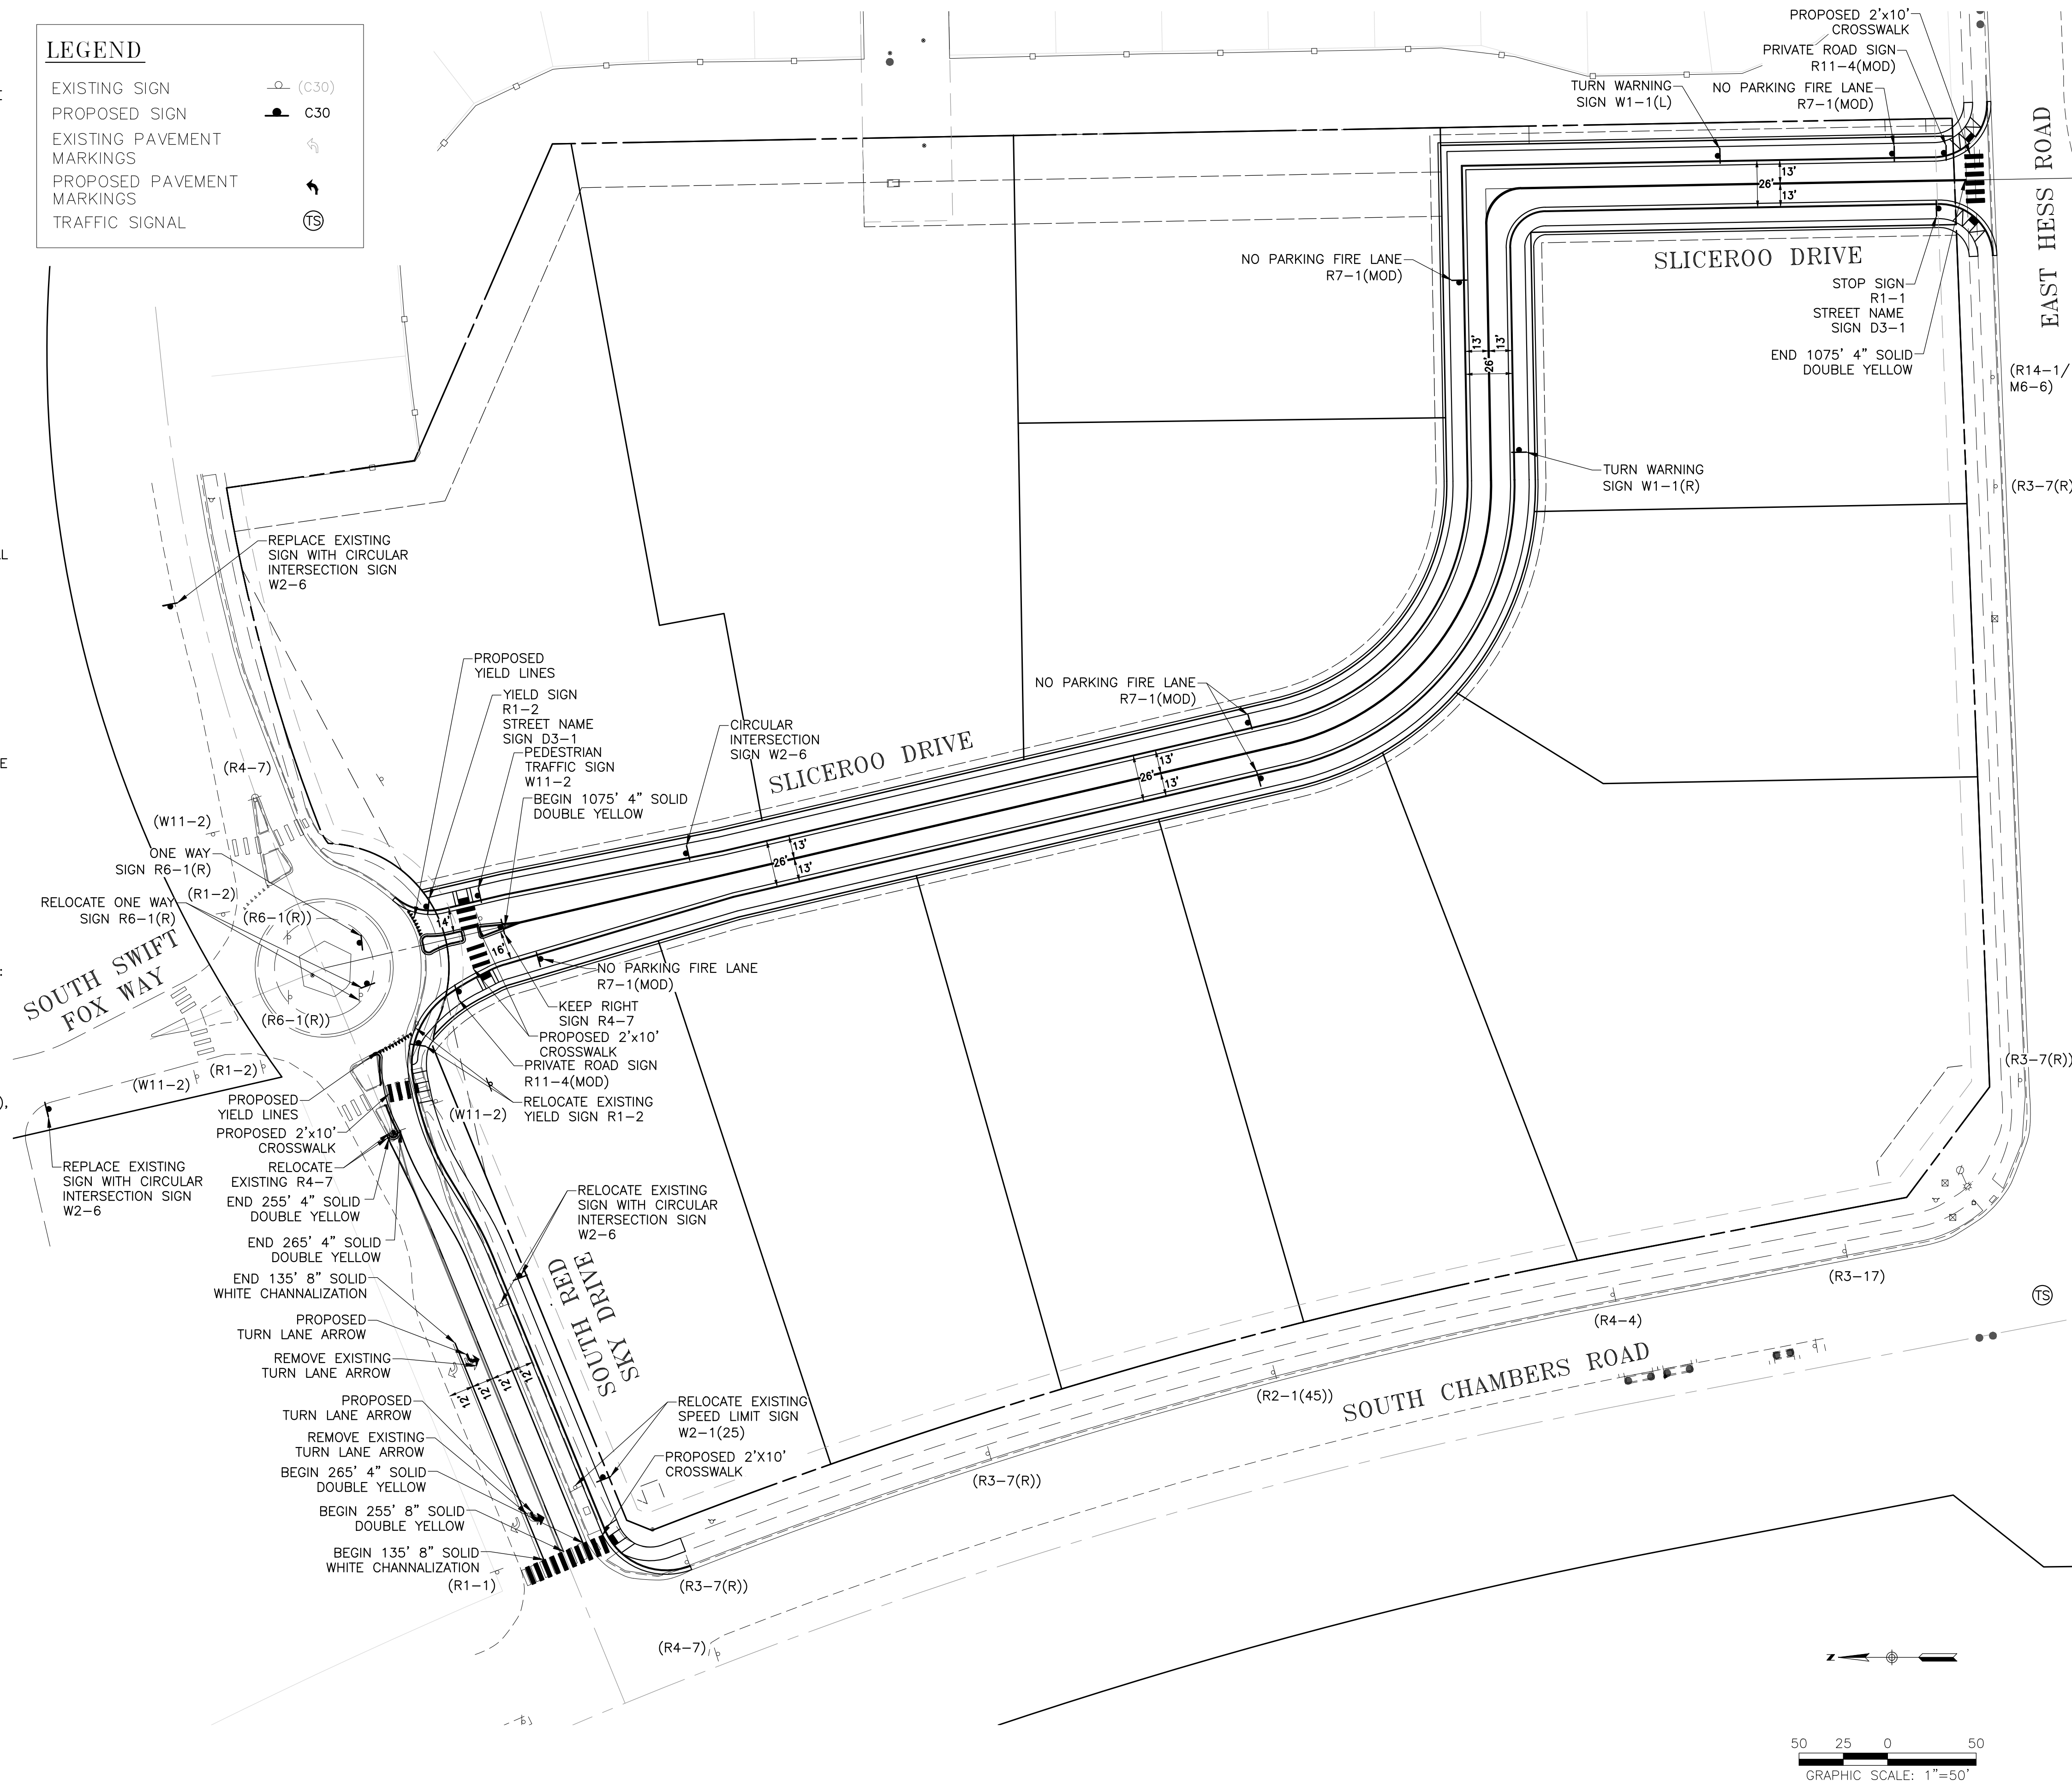 LEGEND
EXISTING SIGN (C30)
PROPOSED SIGN C30
EXISTING PAVEMENT
MARKINGS
PROPOSED PAVEMENT
MARKINGS
TRAFFIC SIGNAL TS
PROPOSED 2'x10'
CROSSWALK
PRIVATE ROAD SIGN
R11-4(MOD)
TURN WARNING
SIGN W1-1(L)
NO PARKING FIRE LANE
R7-1(MOD)
EAST HESS ROAD
13'
26'
13'
NO PARKING FIRE LANE
R7-1(MOD)
SLICEROO DRIVE
STOP SIGN
R1-1
STREET NAME
SIGN D3-1
END 1075' 4" SOLID
DOUBLE YELLOW
13'
13'
26'
(R14-1/
M6-6)
TURN WARNING
SIGN W1-1(R)
(R3-7(R)
REPLACE EXISTING
SIGN WITH CIRCULAR
INTERSECTION SIGN
W2-6
PROPOSED
YIELD LINES
YIELD SIGN
R1-2
STREET NAME
SIGN D3-1
PEDESTRIAN
TRAFFIC SIGN
W11-2
BEGIN 1075' 4" SOLID
DOUBLE YELLOW
CIRCULAR
INTERSECTION
SIGN W2-6
NO PARKING FIRE LANE
R7-1(MOD)
SLICEROO DRIVE
13'
26'
13'
13'
26'
13'
(R4-7)
(W11-2)
ONE WAY
SIGN R6-1(R)
(R1-2)
RELOCATE ONE WAY
SIGN R6-1(R)
(R6-1(R))
14'
16'
SOUTH SWIFT
FOX WAY
(R6-1(R))
NO PARKING FIRE LANE
R7-1(MOD)
KEEP RIGHT
SIGN R4-7
PROPOSED 2'x10'
CROSSWALK
PRIVATE ROAD SIGN
R11-4(MOD)
RELOCATE EXISTING
YIELD SIGN R1-2
(R3-7(R))
(W11-2)
(R1-2)
(W11-2)
PROPOSED
YIELD LINES
PROPOSED 2'x10'
CROSSWALK
RELOCATE
EXISTING R4-7
END 255' 4" SOLID
DOUBLE YELLOW
END 265' 4" SOLID
DOUBLE YELLOW
END 135' 8" SOLID
WHITE CHANNALIZATION
REPLACE EXISTING
SIGN WITH CIRCULAR
INTERSECTION SIGN
W2-6
RELOCATE EXISTING
SIGN WITH CIRCULAR
INTERSECTION SIGN
W2-6
SOUTH RED
SKY DRIVE
PROPOSED
TURN LANE ARROW
REMOVE EXISTING
TURN LANE ARROW
12'
12'
12'
12'
PROPOSED
TURN LANE ARROW
REMOVE EXISTING
TURN LANE ARROW
BEGIN 265' 4" SOLID
DOUBLE YELLOW
BEGIN 255' 8" SOLID
DOUBLE YELLOW
BEGIN 135' 8" SOLID
WHITE CHANNALIZATION
(R1-1)
RELOCATE EXISTING
SPEED LIMIT SIGN
W2-1(25)
PROPOSED 2'X10'
CROSSWALK
(R3-7(R))
(R4-7)
(R3-7(R))
(R2-1(45))
SOUTH CHAMBERS ROAD
(R4-4)
(R3-17)
TS
Z
50 25 0 50
GRAPHIC SCALE: 1"=50'